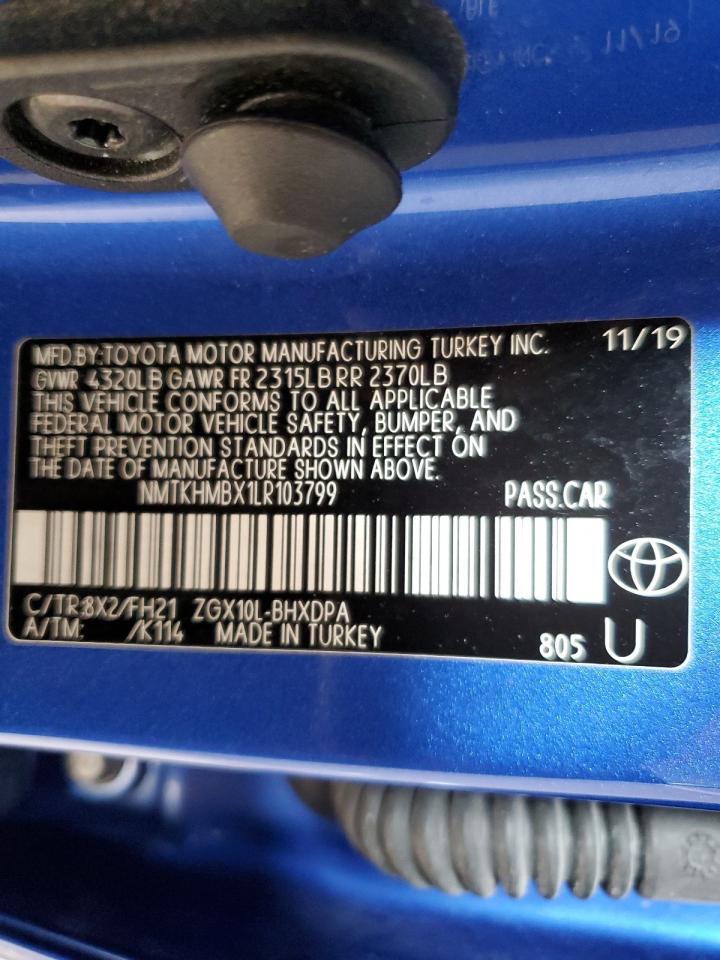 11/19
MFD.BY:TOYOTA MOTOR MANUFACTURING TURKEY INC. 11/19
GVWR 4320LB GAWR FR 2315LB RR 2370LB
THIS VEHICLE CONFORMS TO ALL APPLICABLE
FEDERAL MOTOR VEHICLE SAFETY, BUMPER, AND
THEFT PREVENTION STANDARDS IN EFFECT ON
THE DATE OF MANUFACTURE SHOWN ABOVE.
NMTKHMBX1LR103799 PASS.CAR
C/TR:8X2/FH21 ZGX10L-BHXDPA
A/TM: /K114 MADE IN TURKEY 805 U